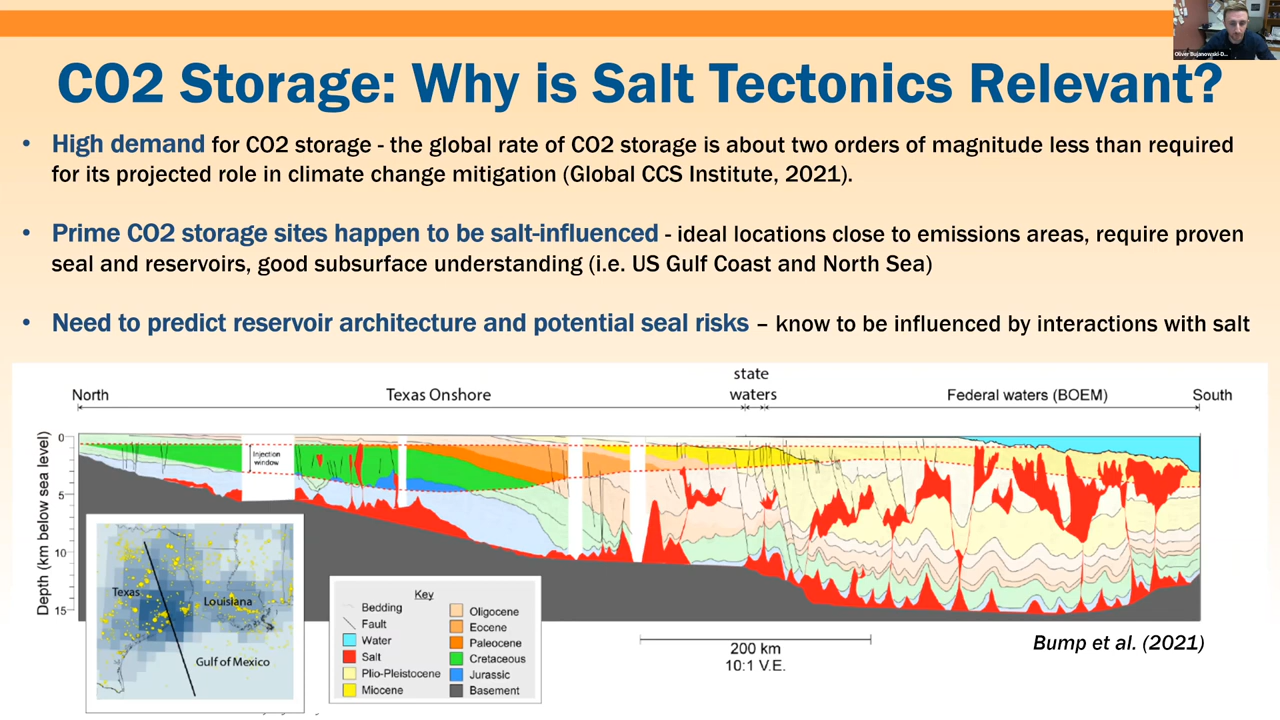 Oliver Bujanowski-D...
CO2 Storage: Why is Salt Tectonics Relevant?
• High demand for CO2 storage - the global rate of CO2 storage is about two orders of magnitude less than required
for its projected role in climate change mitigation (Global CCS Institute, 2021).
• Prime CO2 storage sites happen to be salt-influenced - ideal locations close to emissions areas, require proven
seal and reservoirs, good subsurface understanding (i.e. US Gulf Coast and North Sea)
• Need to predict reservoir architecture and potential seal risks – know to be influenced by interactions with salt
North
Texas Onshore
state
waters
Federal waters (BOEM)
South
Depth (km below sea level)
0
5
10
15
Injection
window
Texas
Louisiana
Gulf of Mexico
Key
Bedding
Fault
Water
Salt
Plio-Pleistocene
Miocene
Oligocene
Eocene
Paleocene
Cretaceous
Jurassic
Basement
200 km
10:1 V.E.
Bump et al. (2021)